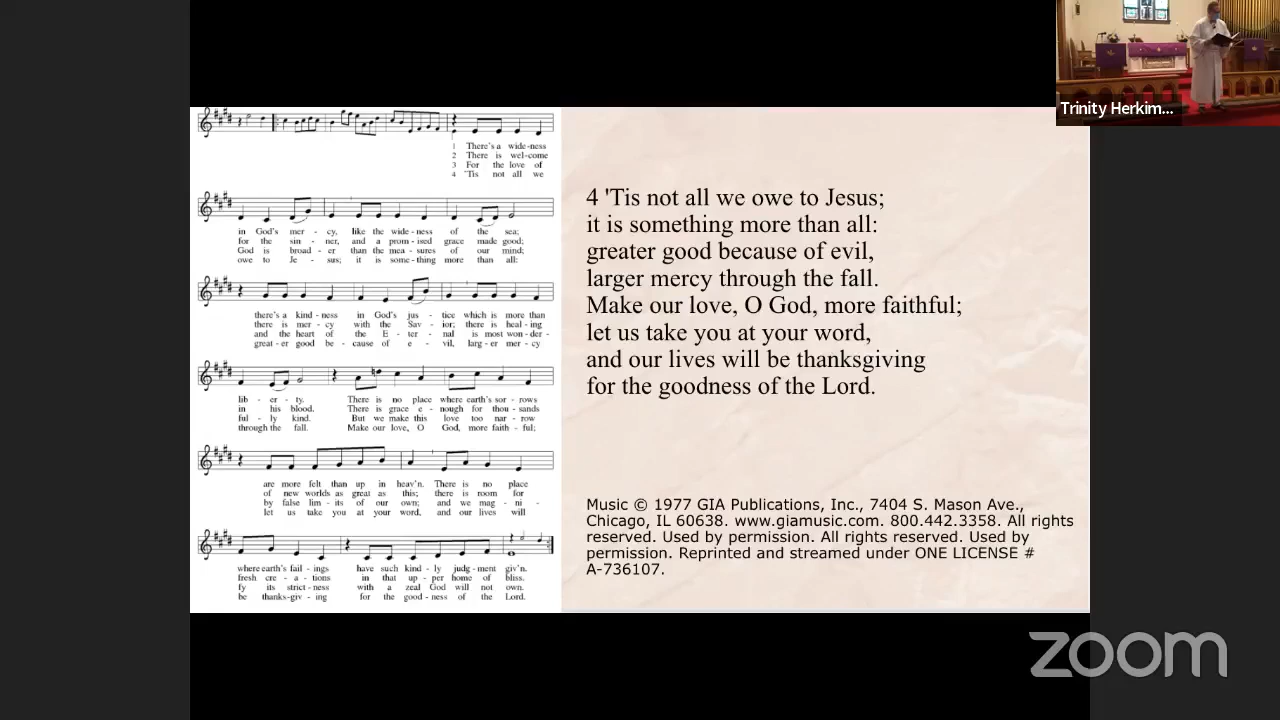 Trinity Herkim...
1 There's a wide-ness
2 There is wel-come
3 For the love of
4 'Tis not all we
in God's mer - cy, like the wide - ness of the sea;
for the sin - ner, and a prom - ised grace made good;
God is broad - er than the mea - sures of our mind;
owe to Je - sus; it is some - thing more than all:
there's a kind - ness in God's jus - tice which is more than
there is mer - cy with the Sav - ior; there is heal - ing
and the heart of the E - ter - nal is most won - der -
great - er good be - cause of e - vil, larg - er mer - cy
lib - er - ty. There is no place where earth's sor - rows
in his blood. There is grace e - nough for thou - sands
ful - ly kind. But we make this love too nar - row
through the fall. Make our love, O God, more faith - ful;
are more felt than up in heav'n. There is no place
of new worlds as great as this; there is room for
by false lim - its of our own; and we mag - ni -
let us take you at your word, and our lives will
where earth's fail - ings have such kind - ly judg - ment giv'n.
fresh cre - a - tions in that up - per home of bliss.
fy its strict - ness with a zeal God will not own.
be thanks - giv - ing for the good - ness of the Lord.
4 'Tis not all we owe to Jesus;
it is something more than all:
greater good because of evil,
larger mercy through the fall.
Make our love, O God, more faithful;
let us take you at your word,
and our lives will be thanksgiving
for the goodness of the Lord.
Music © 1977 GIA Publications, Inc., 7404 S. Mason Ave.,
Chicago, IL 60638. www.giamusic.com. 800.442.3358. All rights
reserved. Used by permission. All rights reserved. Used by
permission. Reprinted and streamed under ONE LICENSE #
A-736107.
zoom